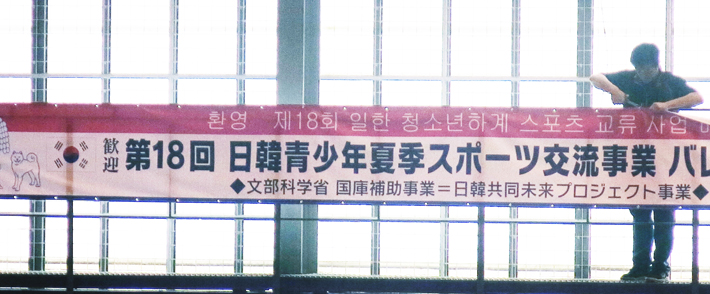 환영 제18회 일한 청소년하계 스포츠 교류 사업
歓迎 第18回 日韓青少年夏季スポーツ交流事業 バレ
◆文部科学省 国庫補助事業＝日韓共同未来プロジェクト事業◆